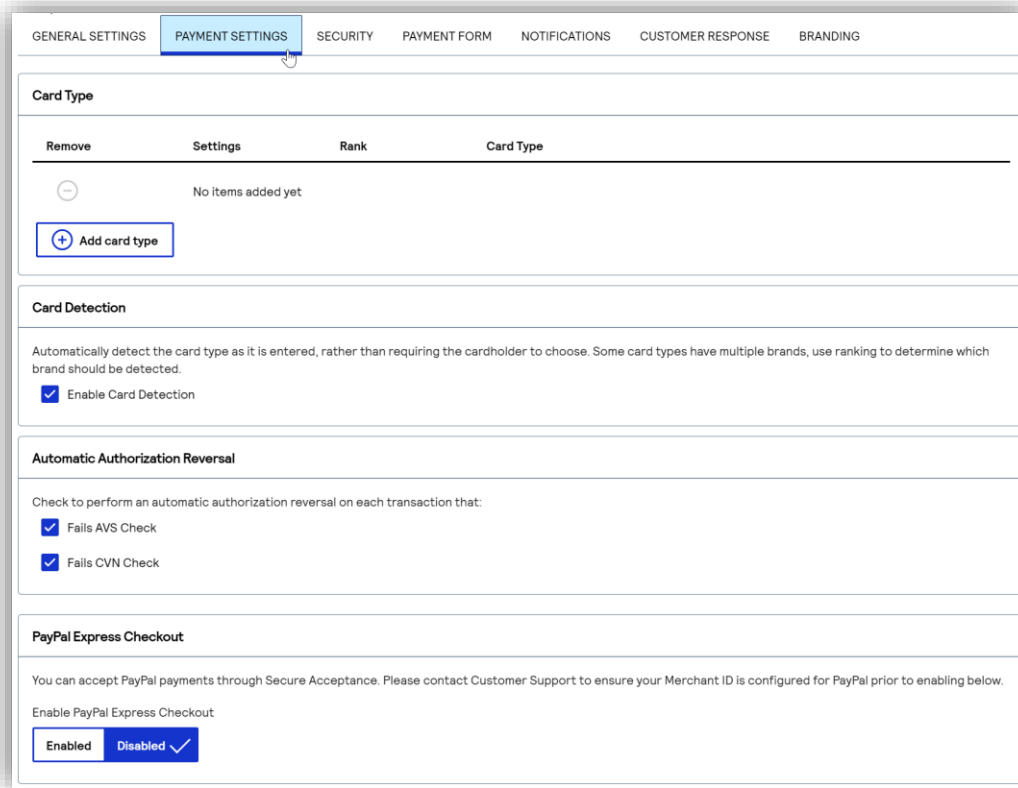 GENERAL SETTINGS PAYMENT SETTINGS SECURITY PAYMENT FORM NOTIFICATIONS CUSTOMER RESPONSE BRANDING
Card Type
Remove Settings Rank Card Type
No items added yet
Add card type
Card Detection
Automatically detect the card type as it is entered, rather than requiring the cardholder to choose. Some card types have multiple brands, use ranking to determine which
brand should be detected.
Enable Card Detection
Automatic Authorization Reversal
Check to perform an automatic authorization reversal on each transaction that:
Fails AVS Check
Fails CVN Check
PayPal Express Checkout
You can accept PayPal payments through Secure Acceptance. Please contact Customer Support to ensure your Merchant ID is configured for PayPal prior to enabling below.
Enable PayPal Express Checkout
Enabled Disabled